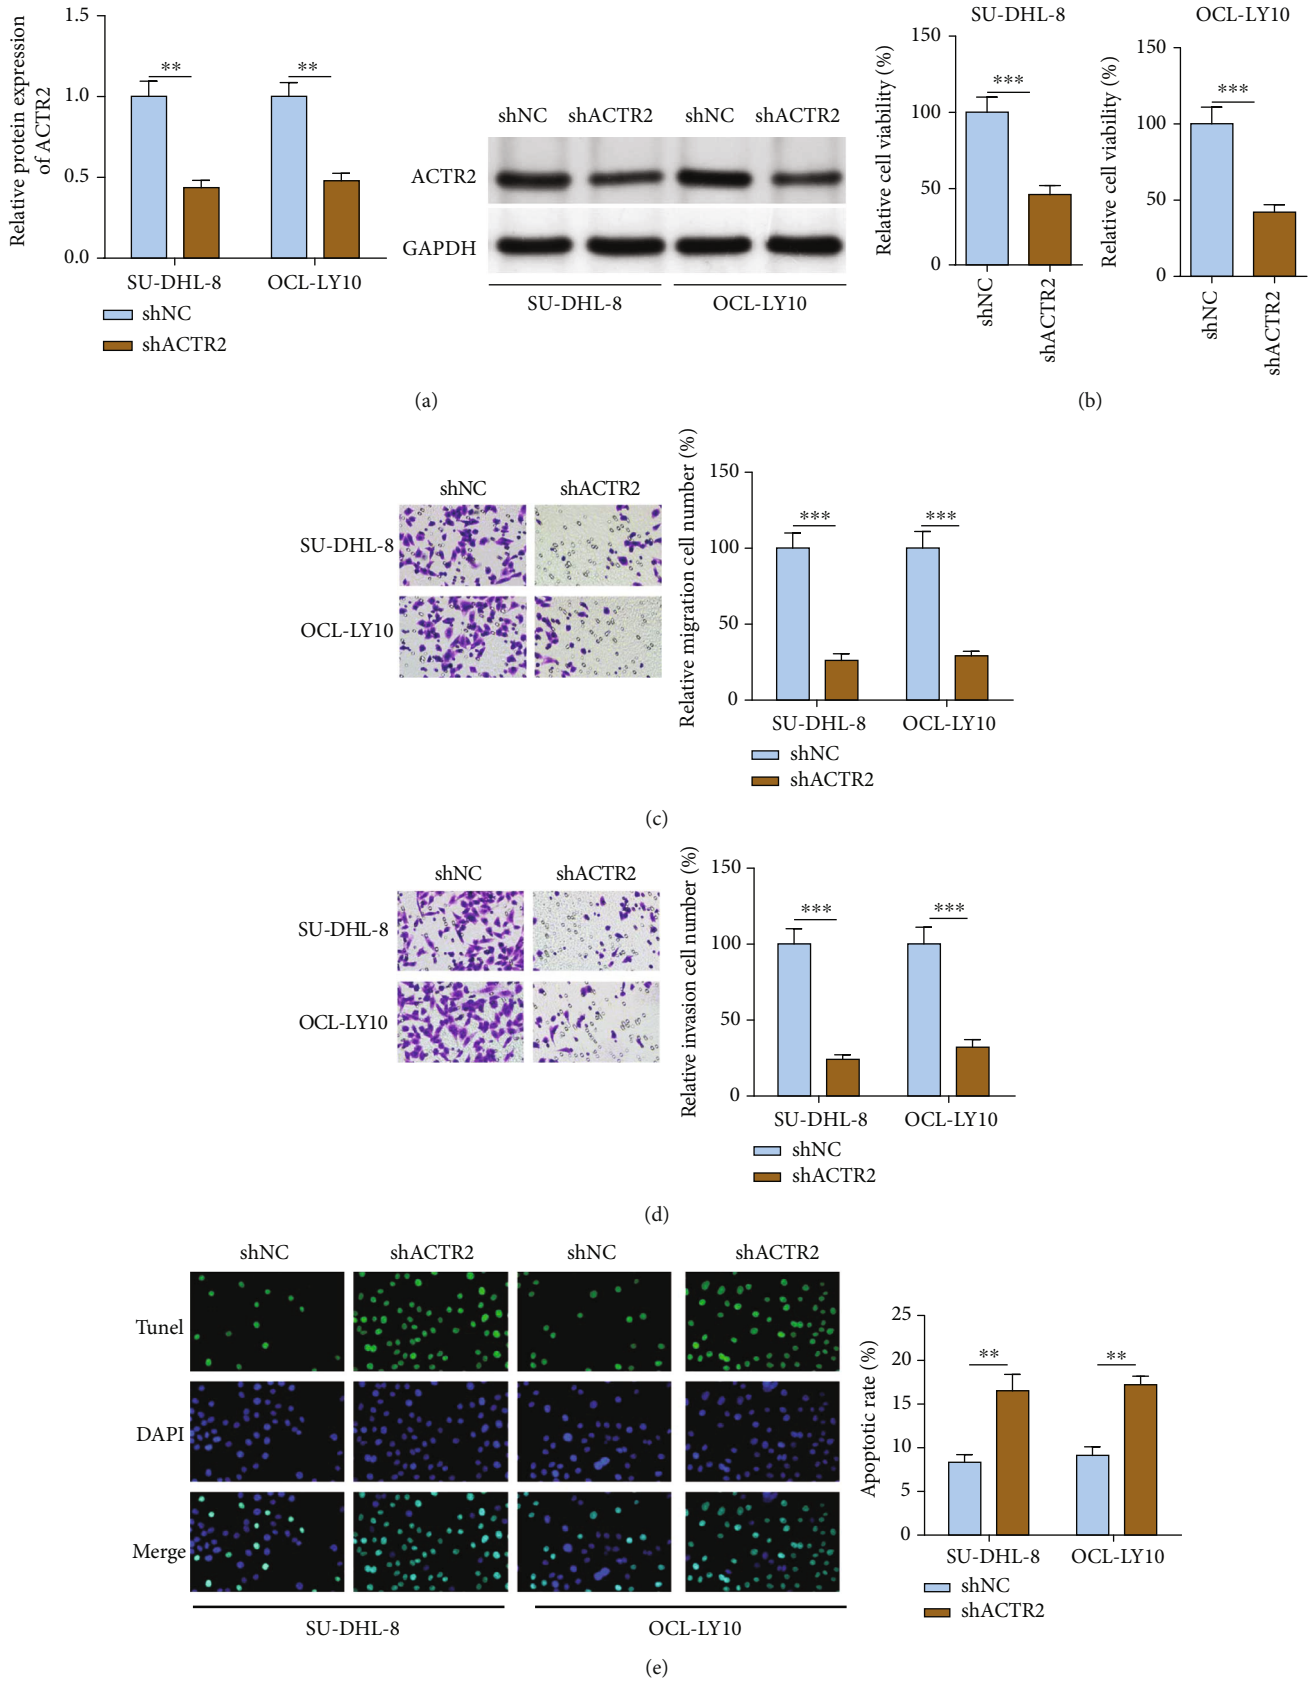 Relative protein expression
of ACTR2
1.5
1.0
0.5
0.0
**
**
SU-DHL-8
OCL-LY10
shNC
shACTR2
shNC
shACTR2
shNC
shACTR2
ACTR2
GAPDH
SU-DHL-8
OCL-LY10
(a)
SU-DHL-8
Relative cell viability (%)
150
100
50
0
***
shNC
shACTR2
OCL-LY10
Relative cell viability (%)
150
100
50
0
***
shNC
shACTR2
(b)
shNC
shACTR2
SU-DHL-8
OCL-LY10
Relative migration cell number (%)
150
100
50
0
***
***
SU-DHL-8
OCL-LY10
shNC
shACTR2
(c)
shNC
shACTR2
SU-DHL-8
OCL-LY10
Relative invasion cell number (%)
150
100
50
0
***
***
SU-DHL-8
OCL-LY10
shNC
shACTR2
(d)
shNC
shACTR2
shNC
shACTR2
Tunel
DAPI
Merge
SU-DHL-8
OCL-LY10
Apoptotic rate (%)
25
20
15
10
5
0
**
**
SU-DHL-8
OCL-LY10
shNC
shACTR2
(e)